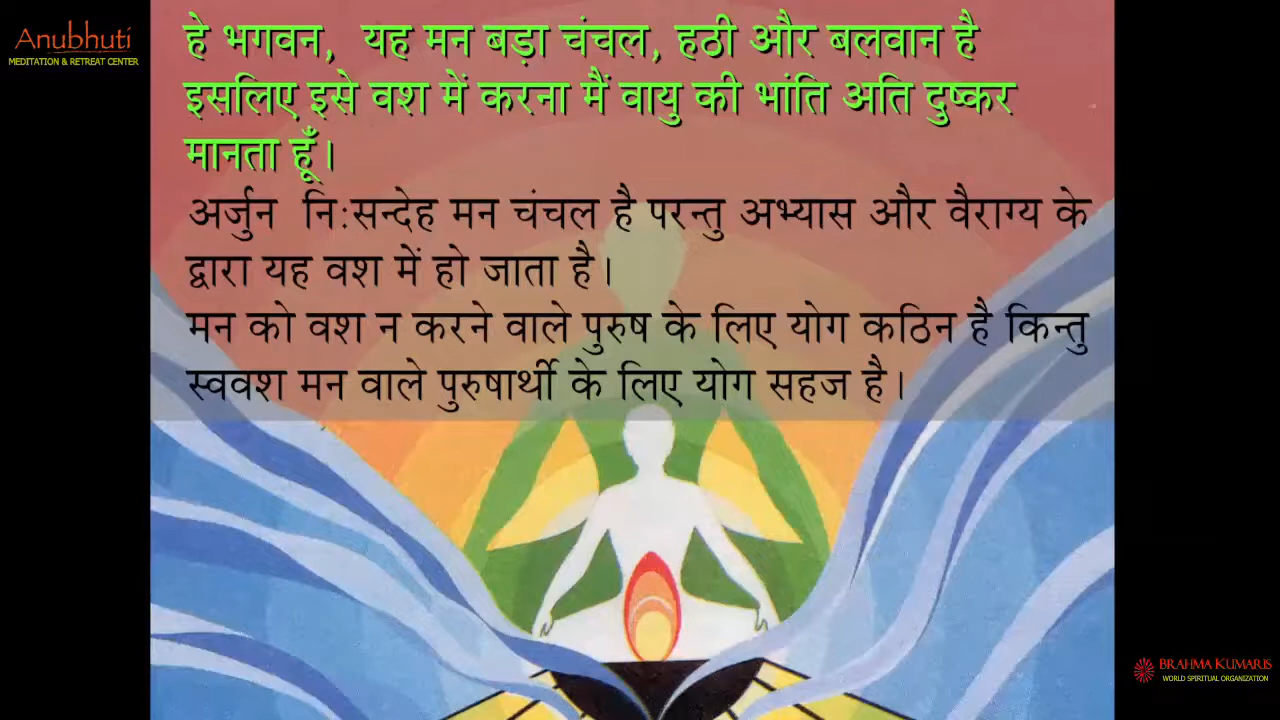 Anubhuti
MEDITATION & RETREAT CENTER
हे भगवन, यह मन बड़ा चंचल, हठी और बलवान है
इसलिए इसे वश में करना मैं वायु की भांति अति दुष्कर
मानता हूँ।
अर्जुन निःसन्देह मन चंचल है परन्तु अभ्यास और वैराग्य के
द्वारा यह वश में हो जाता है।
मन को वश न करने वाले पुरुष के लिए योग कठिन है किन्तु
स्ववश मन वाले पुरुषार्थी के लिए योग सहज है।
BRAHMA KUMARIS
WORLD SPIRITUAL ORGANIZATION